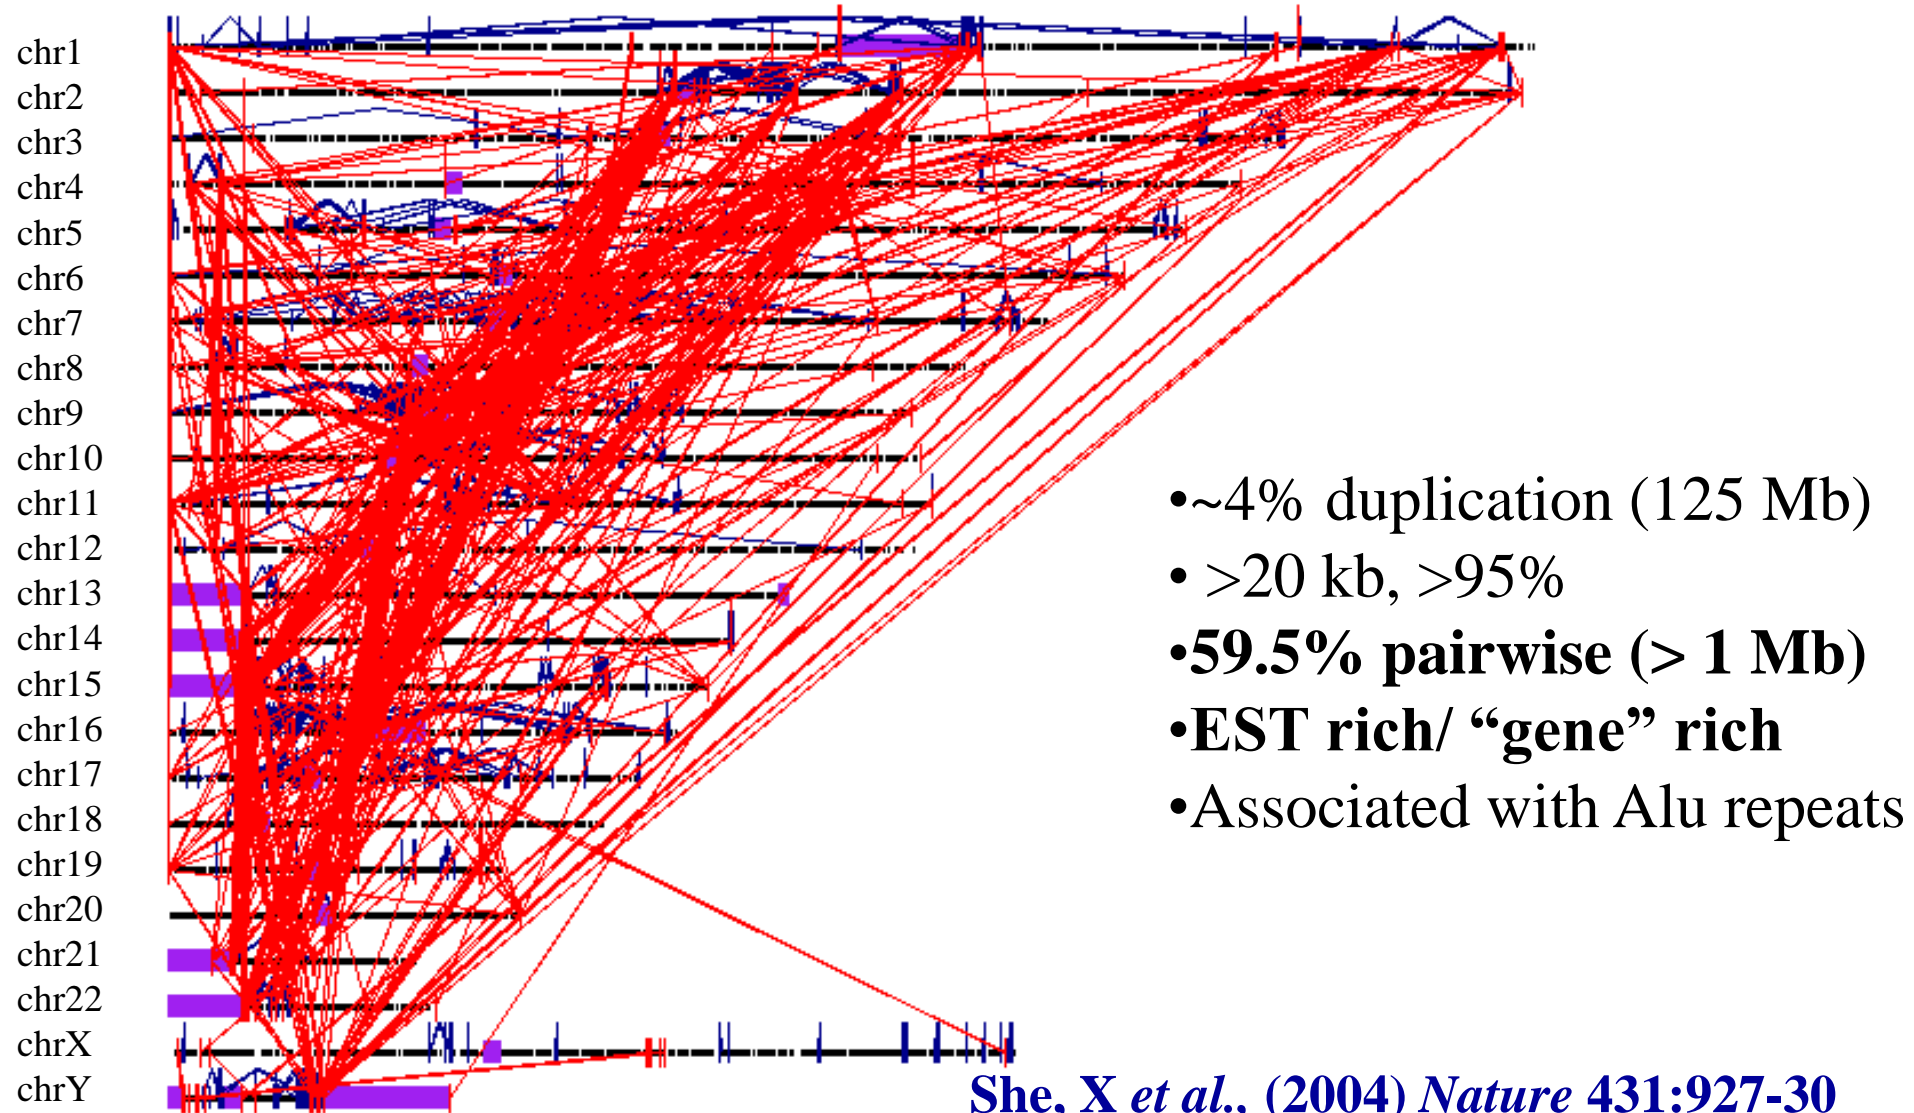 chr1
chr2
chr3
chr4
chr5
chr6
chr7
chr8
chr9
chr10
chr11
chr12
chr13
chr14
chr15
chr16
chr17
chr18
chr19
chr20
chr21
chr22
chrX
chrY
•~4% duplication (125 Mb)
• >20 kb, >95%
•59.5% pairwise (> 1 Mb)
•EST rich/ “gene” rich
•Associated with Alu repeats
She, X et al., (2004) Nature 431:927-30